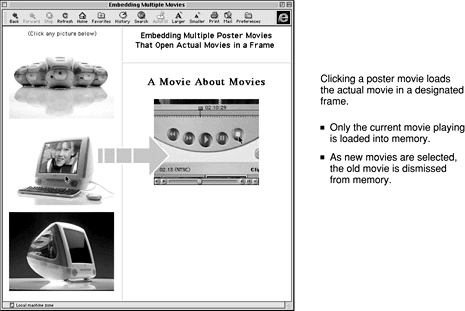 Embedding Multiple Movies
Back Forward Stop Refresh Home Favorites History Search AutoFill Larger Smaller Print Mail Preferences
(Click any picture below)
Embedding Multiple Poster Movies
That Open Actual Movies in a Frame
A Movie About Movies
02:10:29
02:13 (NTSC)
Local machine zone
Clicking a poster movie loads
the actual movie in a designated
frame.
Only the current movie playing
is loaded into memory.
As new movies are selected,
the old movie is dismissed
from memory.